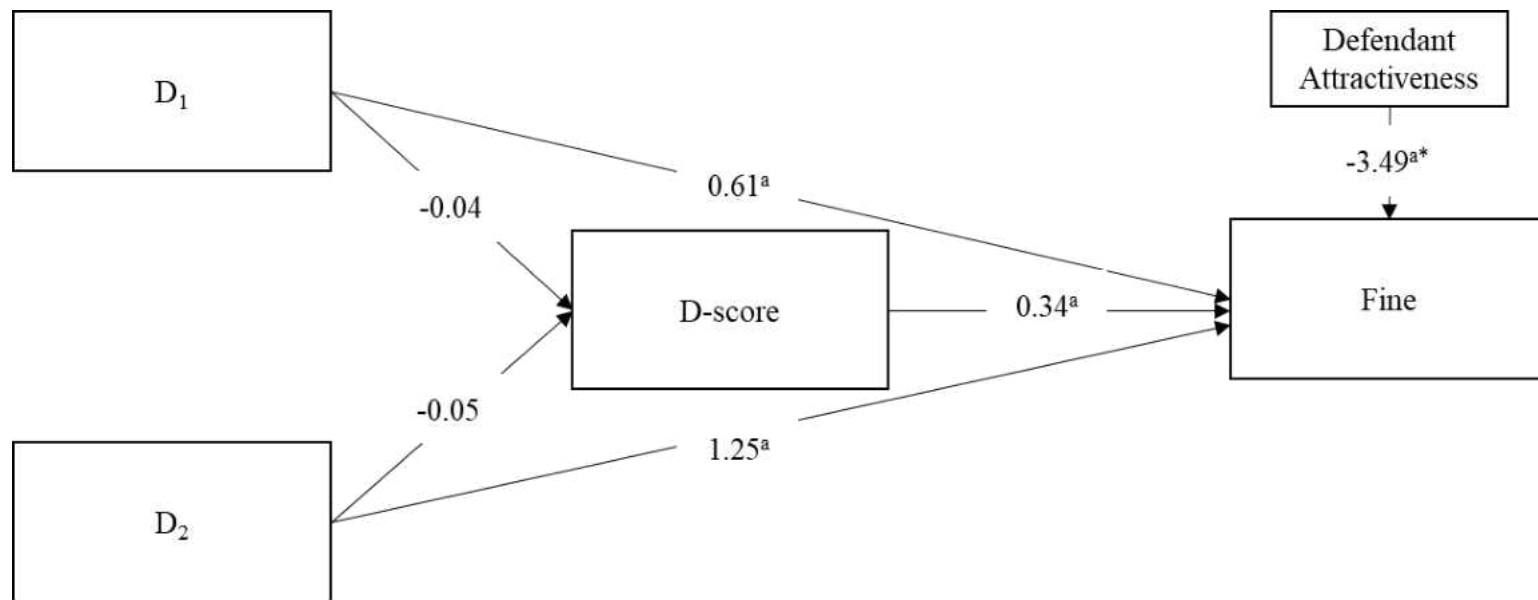 Defendant
Attractiveness
D₁
-3.49ᵃ*
0.61ᵃ
-0.04
D-score
0.34ᵃ
Fine
-0.05
1.25ᵃ
D₂